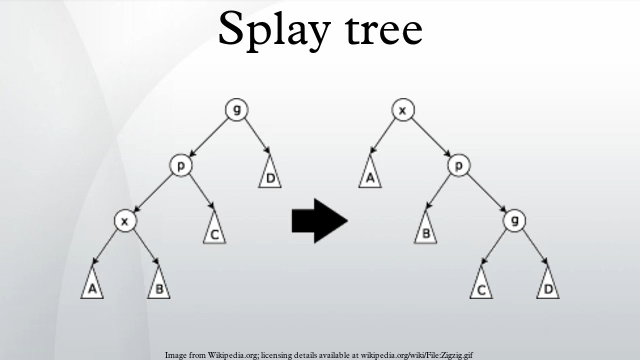 Splay tree
g
x
p
D
A
p
x
C
B
g
A
B
C
D
Image from Wikipedia.org; licensing details available at wikipedia.org/wiki/File:Zigzig.gif